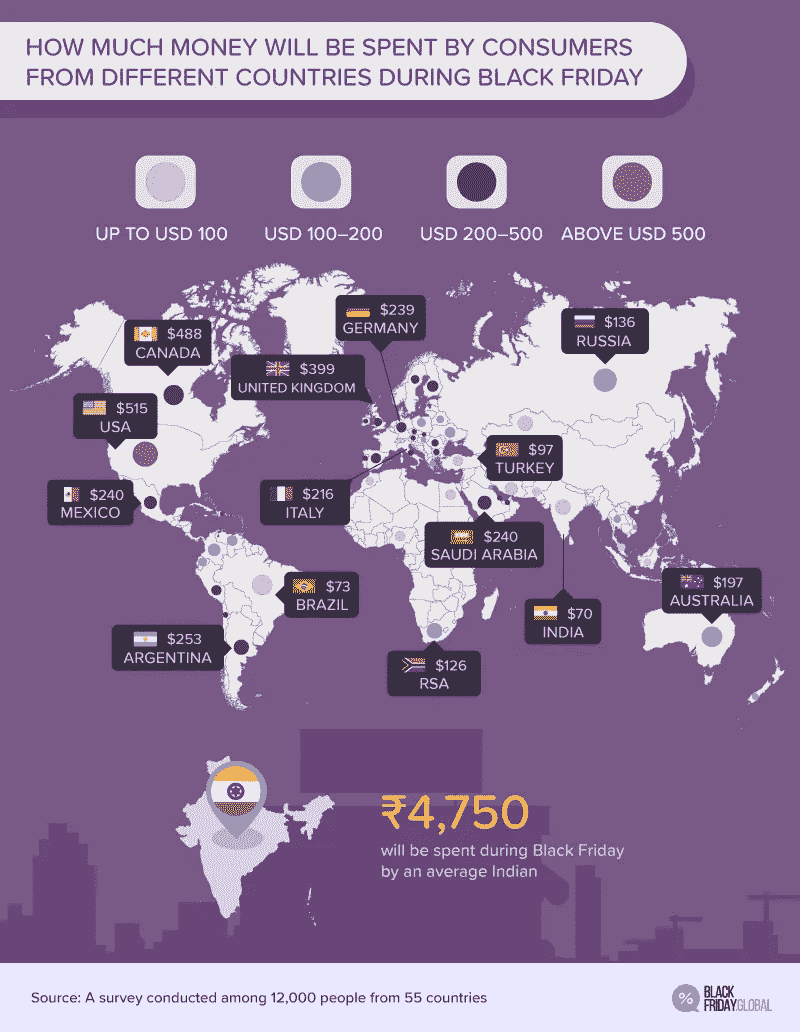 HOW MUCH MONEY WILL BE SPENT BY CONSUMERS
FROM DIFFERENT COUNTRIES DURING BLACK FRIDAY
UP TO USD 100
USD 100–200
USD 200–500
ABOVE USD 500
$239
GERMANY
$136
RUSSIA
$488
CANADA
$399
UNITED KINGDOM
$515
USA
$97
TURKEY
$240
MEXICO
$216
ITALY
$240
SAUDI ARABIA
$73
BRAZIL
$70
INDIA
$197
AUSTRALIA
$253
ARGENTINA
$126
RSA
₹4,750
will be spent during Black Friday
by an average Indian
Source: A survey conducted among 12,000 people from 55 countries
%
BLACK
FRIDAY.GLOBAL